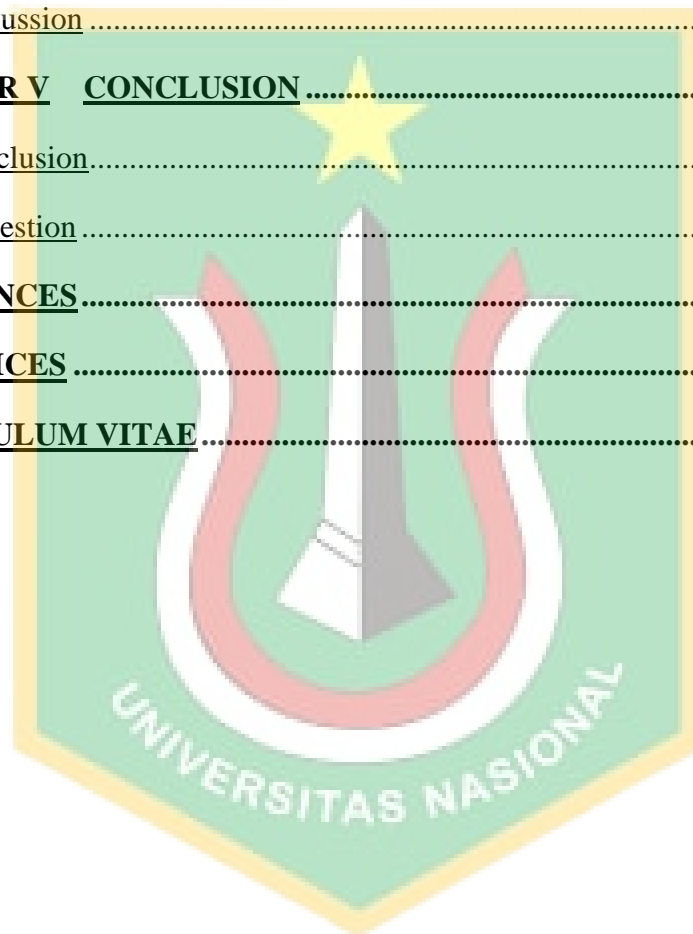 ussion ........................................................................
R V CONCLUSION ........................................................
clusion ........................................................................
estion ........................................................................
NCES ........................................................................
ICES ........................................................................
ULUM VITAE ........................................................
UNIVERSITAS NASIONAL